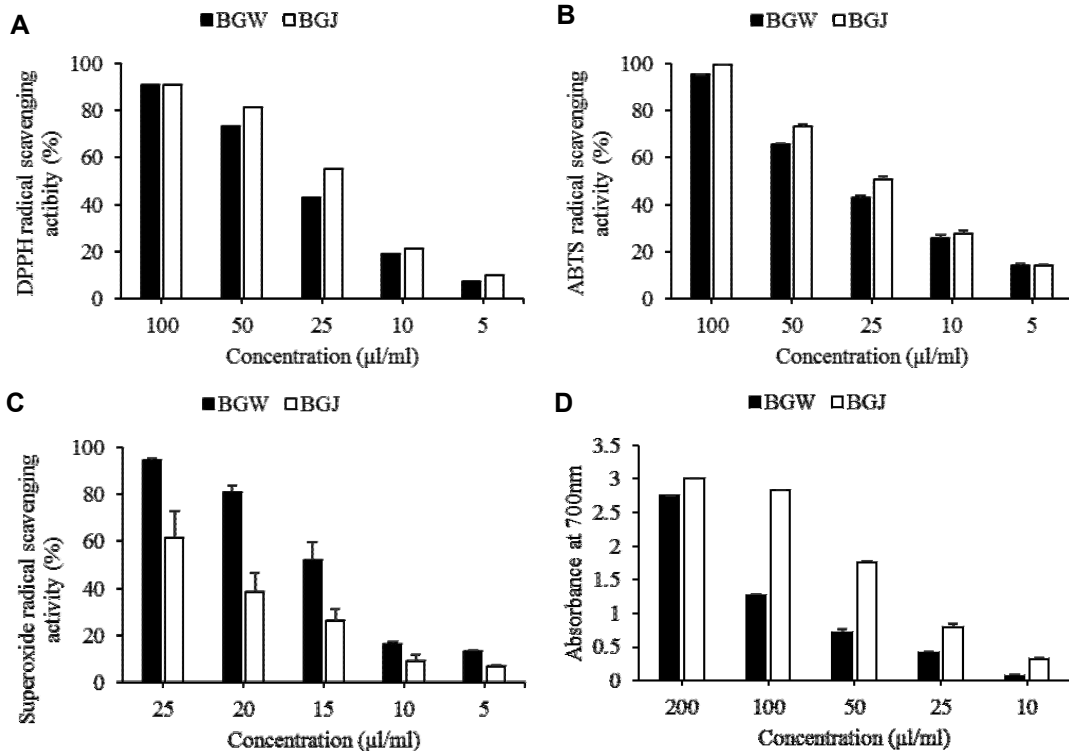 A
BGW BGJ
DPPH radical scavenging
actibity (%)
100
80
60
40
20
0
100 50 25 10 5
Concentration (µl/ml)
B
BGW BGJ
ABTS radical scavenging
activity (%)
100
80
60
40
20
0
100 50 25 10 5
Concentration (µl/ml)
C
BGW BGJ
Superoxide radical scavenging
activity (%)
100
80
60
40
20
0
25 20 15 10 5
Concentration (µl/ml)
D
BGW BGJ
Absorbance at 700nm
3.5
3
2.5
2
1.5
1
0.5
0
200 100 50 25 10
Concentration (µl/ml)